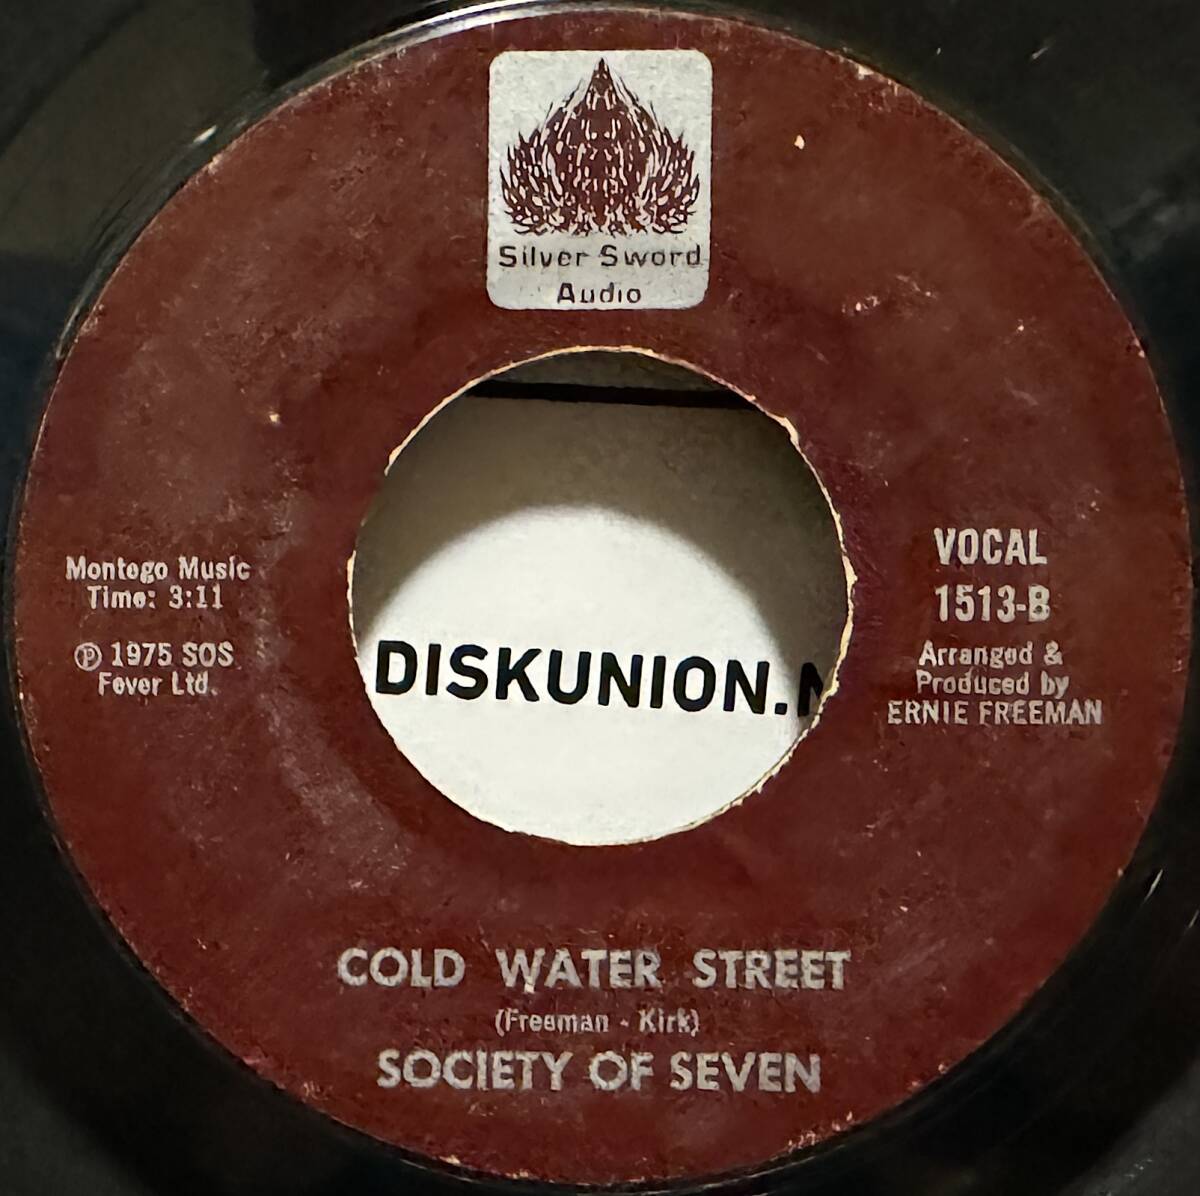 Silver Sword
Audio
Montego Music
Time: 3:11
℗ 1975 SOS
Fever Ltd.
DISKUNION.N
VOCAL
1513-B
Arranged &
Produced by
ERNIE FREEMAN
COLD WATER STREET
(Freeman - Kirk)
SOCIETY OF SEVEN